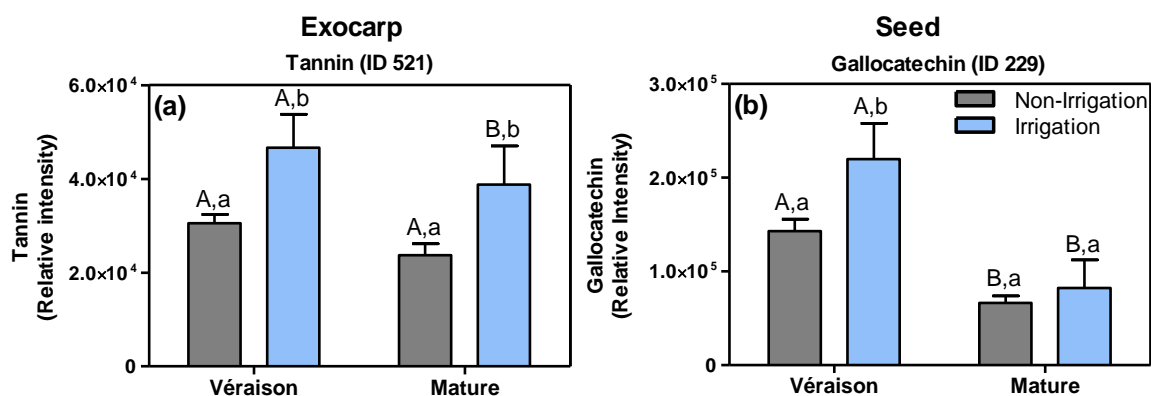 Exocarp
Tannin (ID 521)
(a)
Tannin
(Relative intensity)
6.0×10⁴
4.0×10⁴
2.0×10⁴
0
A,a
A,b
A,a
B,b
Véraison
Mature
Seed
Gallocatechin (ID 229)
(b)
Non-Irrigation
Irrigation
Gallocatechin
(Relative Intensity)
3.0×10⁵
2.0×10⁵
1.0×10⁵
0
A,a
A,b
B,a
B,a
Véraison
Mature